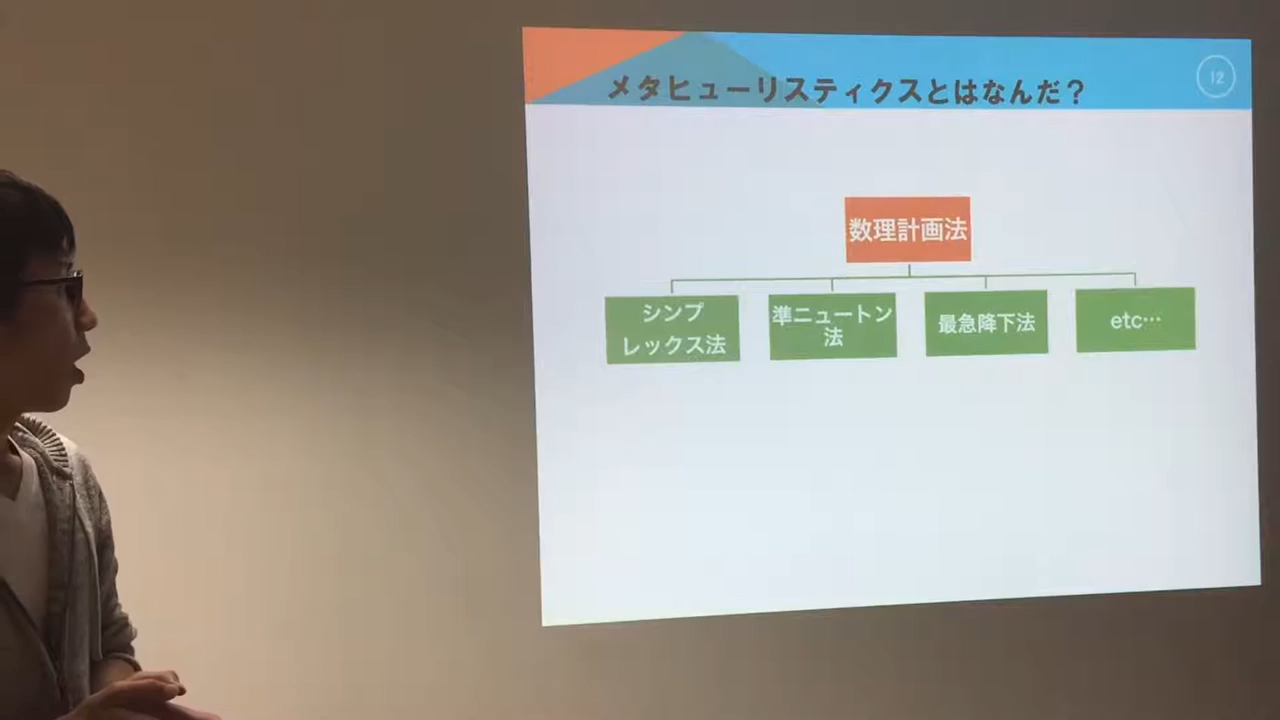 メタヒューリスティクスとはなんだ？
12
数理計画法
シンプ
レックス法
準ニュートン
法
最急降下法
etc…